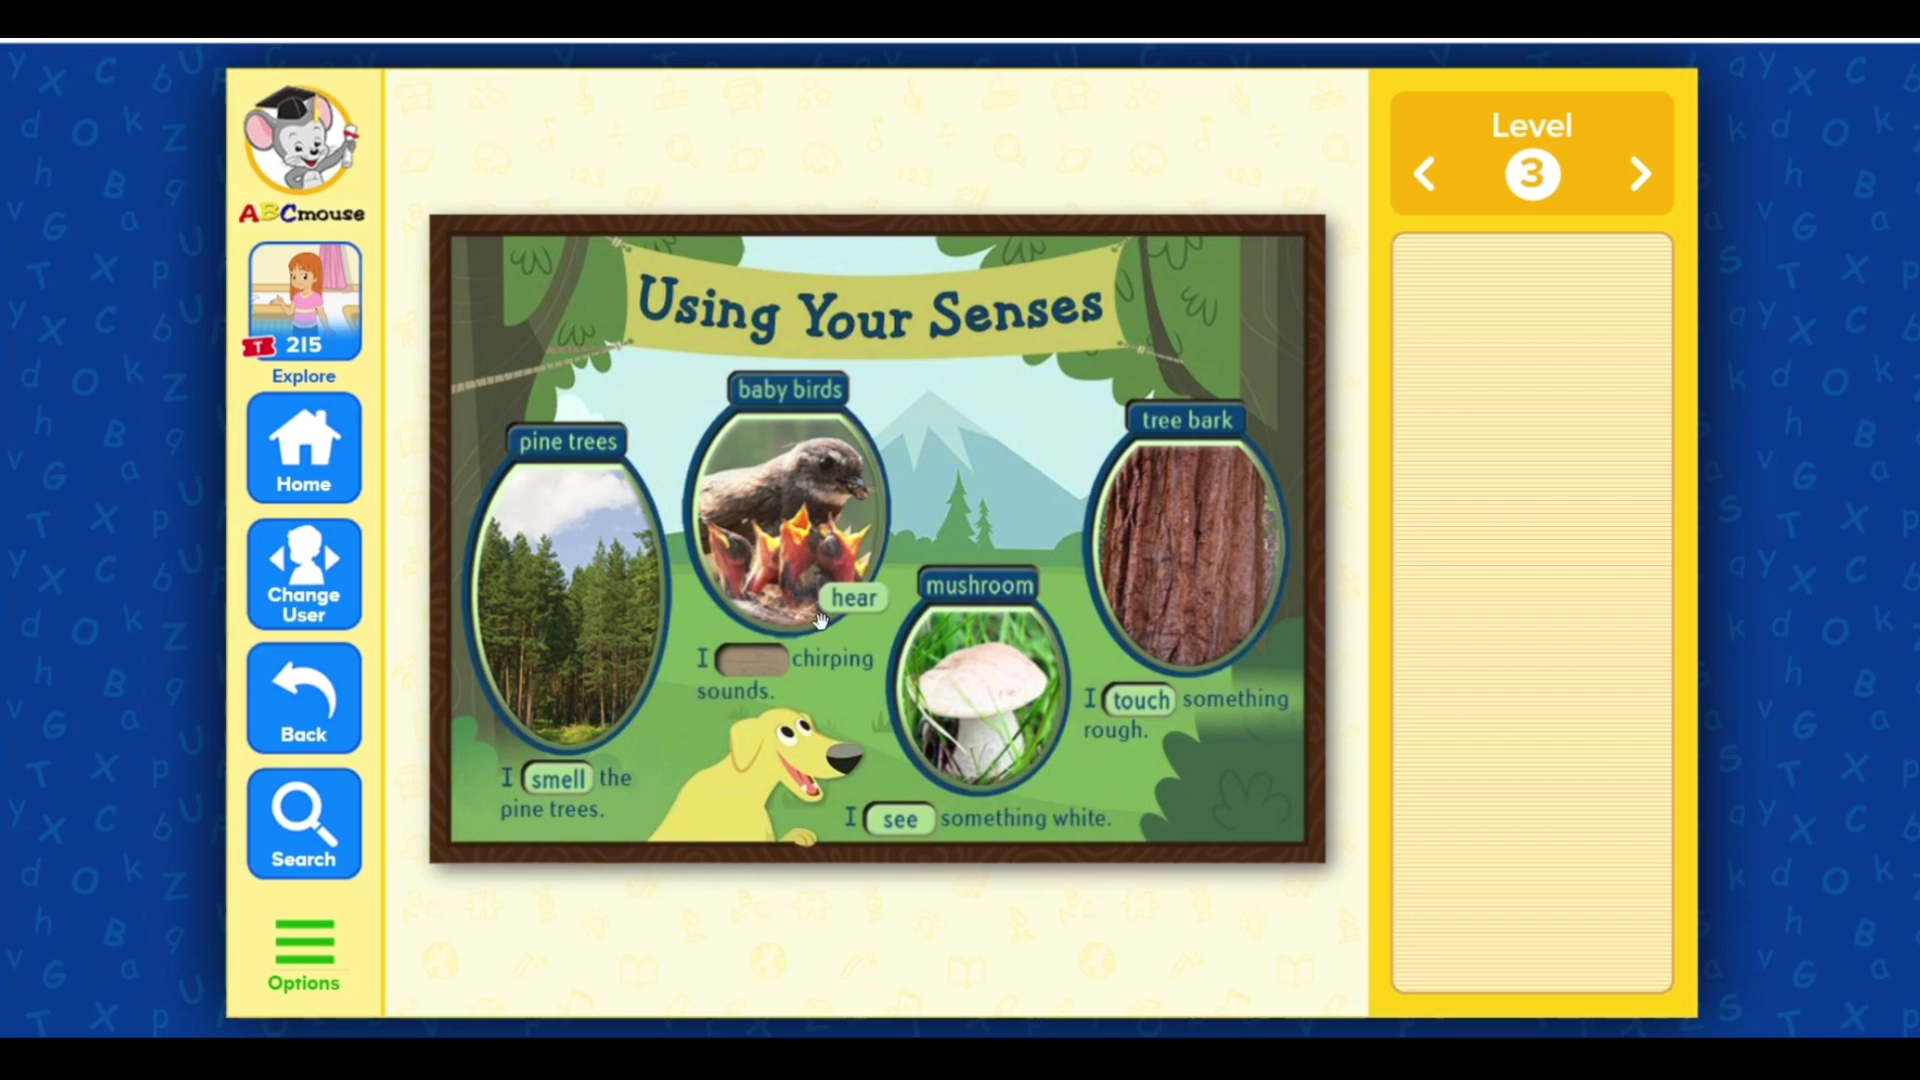 ABCmouse
T 215
Explore
Home
Change
User
Back
Search
Options
Using Your Senses
pine trees
I smell the
pine trees.
baby birds
hear
I chirping
sounds.
mushroom
I see something white.
tree bark
I touch something
rough.
Level
3